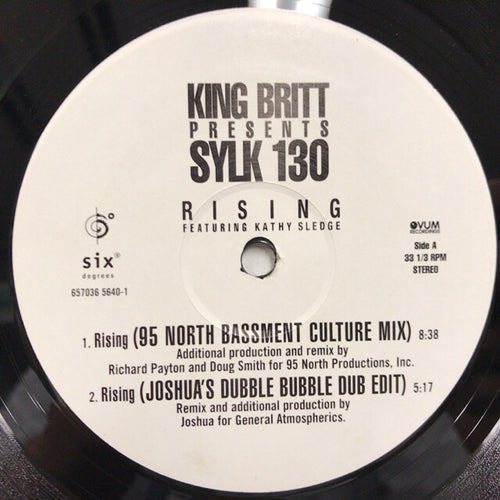 KING BRITT
PRESENTS
SYLK 130
RISING
FEATURING KATHY SLEDGE
six°
degrees
657036 5640-1
OVUM
RECORDINGS
Side A
33 1/3 RPM
STEREO
1. Rising (95 NORTH BASSMENT CULTURE MIX) 8:38
Additional production and remix by
Richard Payton and Doug Smith for 95 North Productions, Inc.
2. Rising (JOSHUA'S DUBBLE BUBBLE DUB EDIT) 5:17
Remix and additional production by
Joshua for General Atmospherics.